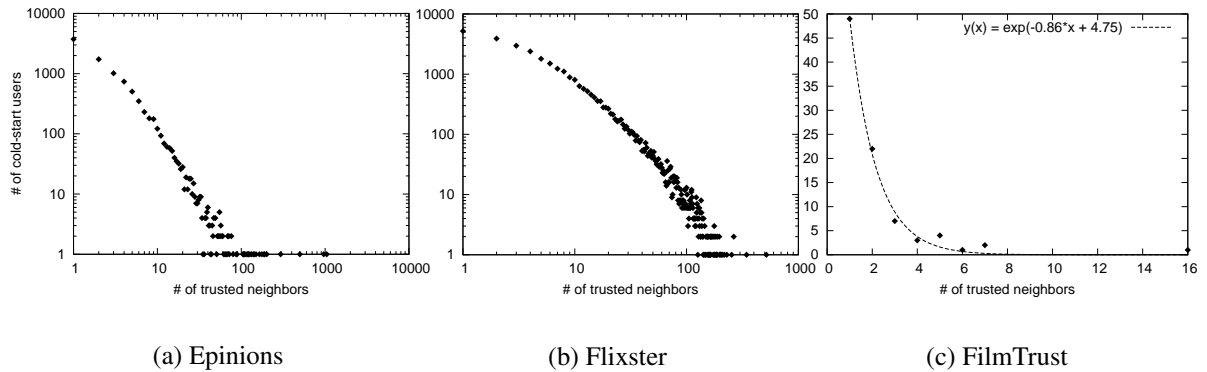 10000
1000
100
10
1
1 10 100 1000 10000
# of cold-start users
# of trusted neighbors
10000
1000
100
10
1
1 10 100 1000
# of trusted neighbors
50
45
40
35
30
25
20
15
10
5
0
0 2 4 6 8 10 12 14 16
y(x) = exp(-0.86*x + 4.75)
# of trusted neighbors
(a) Epinions
(b) Flixster
(c) FilmTrust